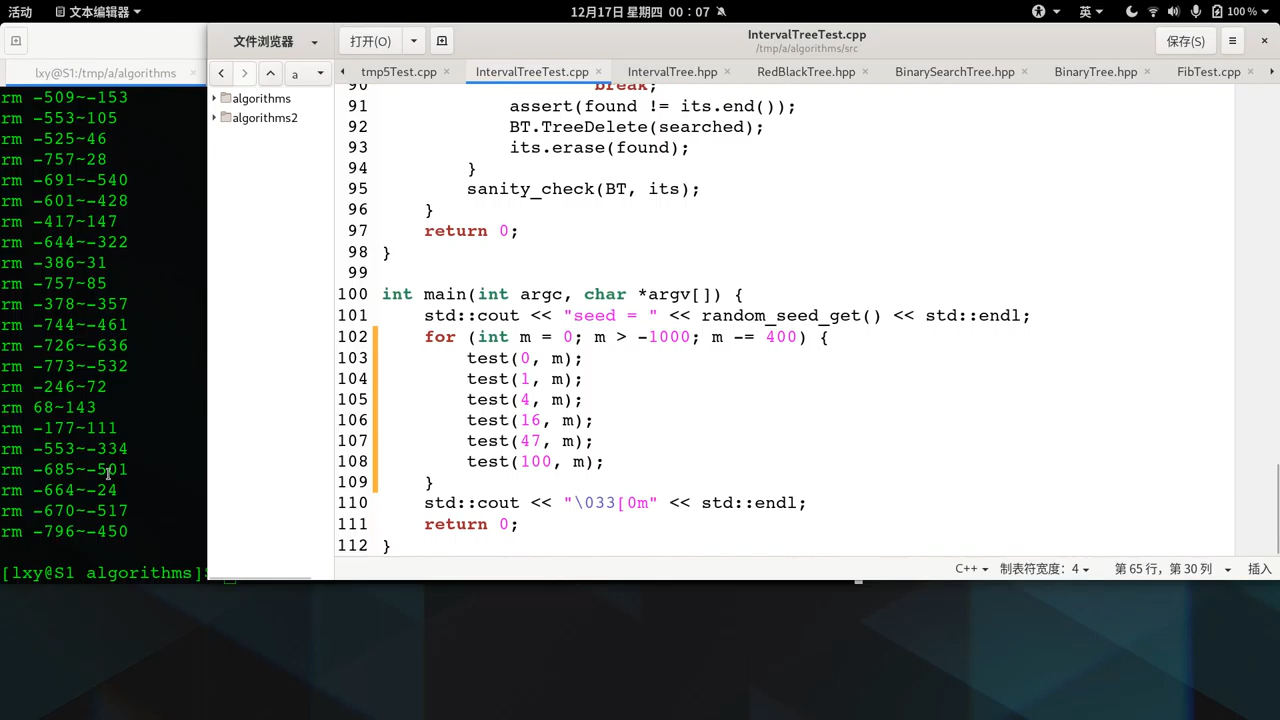 活动 文本编辑器 12月17日 星期四 00：07 英 100 %
文件浏览器 打开(O) IntervalTreeTest.cpp
/tmp/a/algorithms/src
保存(S)
lxy@S1:/tmp/a/algorithms ×
a
tmp5Test.cpp × IntervalTreeTest.cpp × IntervalTree.hpp × RedBlackTree.hpp × BinarySearchTree.hpp × BinaryTree.hpp × FibTest.cpp ×
algorithms
algorithms2
rm -509~-153
rm -553~105
rm -525~46
rm -757~28
rm -691~-540
rm -601~-428
rm -417~147
rm -644~-322
rm -386~31
rm -757~85
rm -378~-357
rm -744~-461
rm -726~-636
rm -773~-532
rm -246~72
rm 68~143
rm -177~111
rm -553~-334
rm -685~-501
rm -664~-24
rm -670~-517
rm -796~-450
[lxy@S1 algorithms]$
90 break;
91 assert(found != its.end());
92 BT.TreeDelete(searched);
93 its.erase(found);
94 }
95 sanity_check(BT, its);
96 }
97 return 0;
98 }
99
100 int main(int argc, char *argv[]) {
101 std::cout << "seed = " << random_seed_get() << std::endl;
102 for (int m = 0; m > -1000; m -= 400) {
103 test(0, m);
104 test(1, m);
105 test(4, m);
106 test(16, m);
107 test(47, m);
108 test(100, m);
109 }
110 std::cout << "\033[0m" << std::endl;
111 return 0;
112 }
C++ 制表符宽度：4 第 65 行，第 30 列 插入